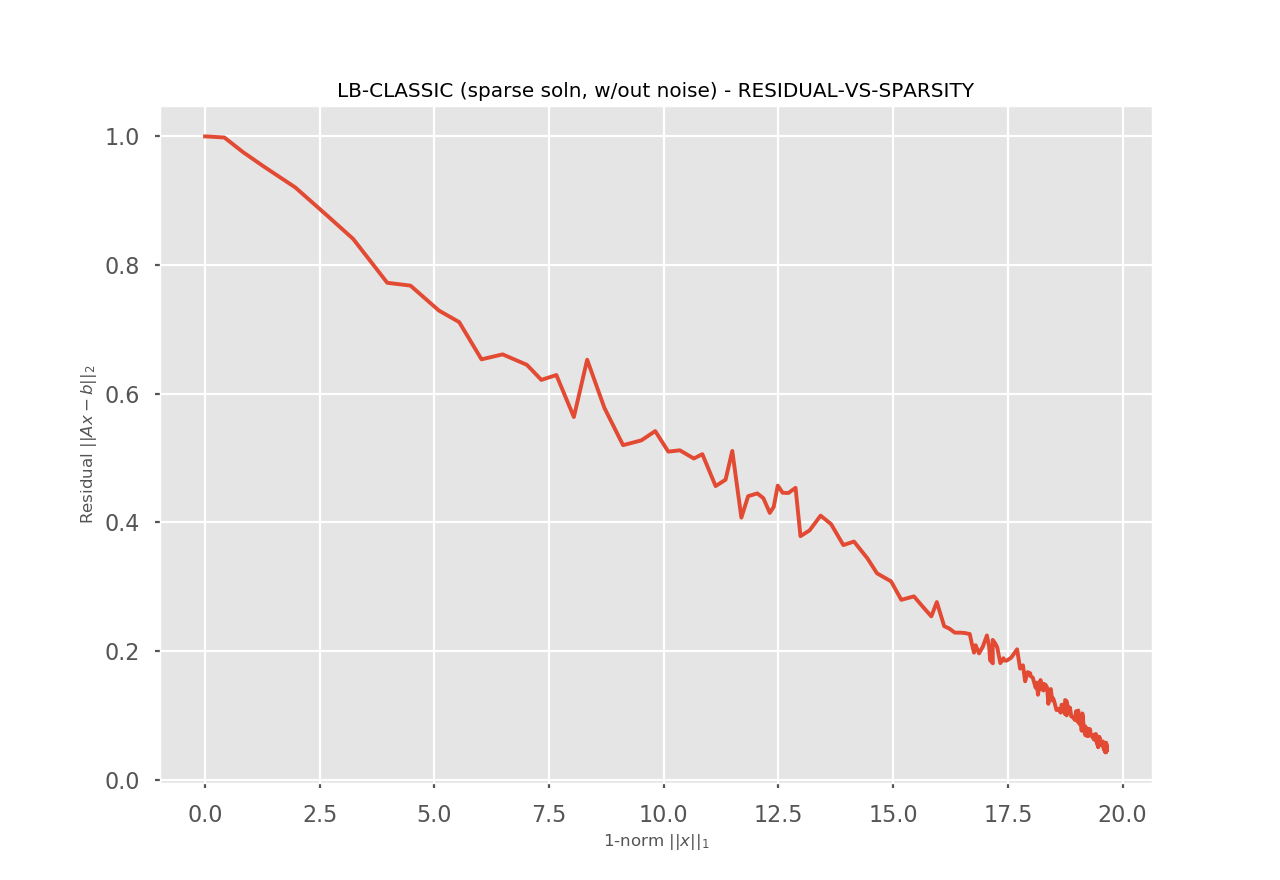 LB-CLASSIC (sparse soln, w/out noise) - RESIDUAL-VS-SPARSITY
1.0
0.8
0.6
0.4
0.2
0.0
Residual ||Ax − b||₂
0.0 2.5 5.0 7.5 10.0 12.5 15.0 17.5 20.0
1-norm ||x||₁